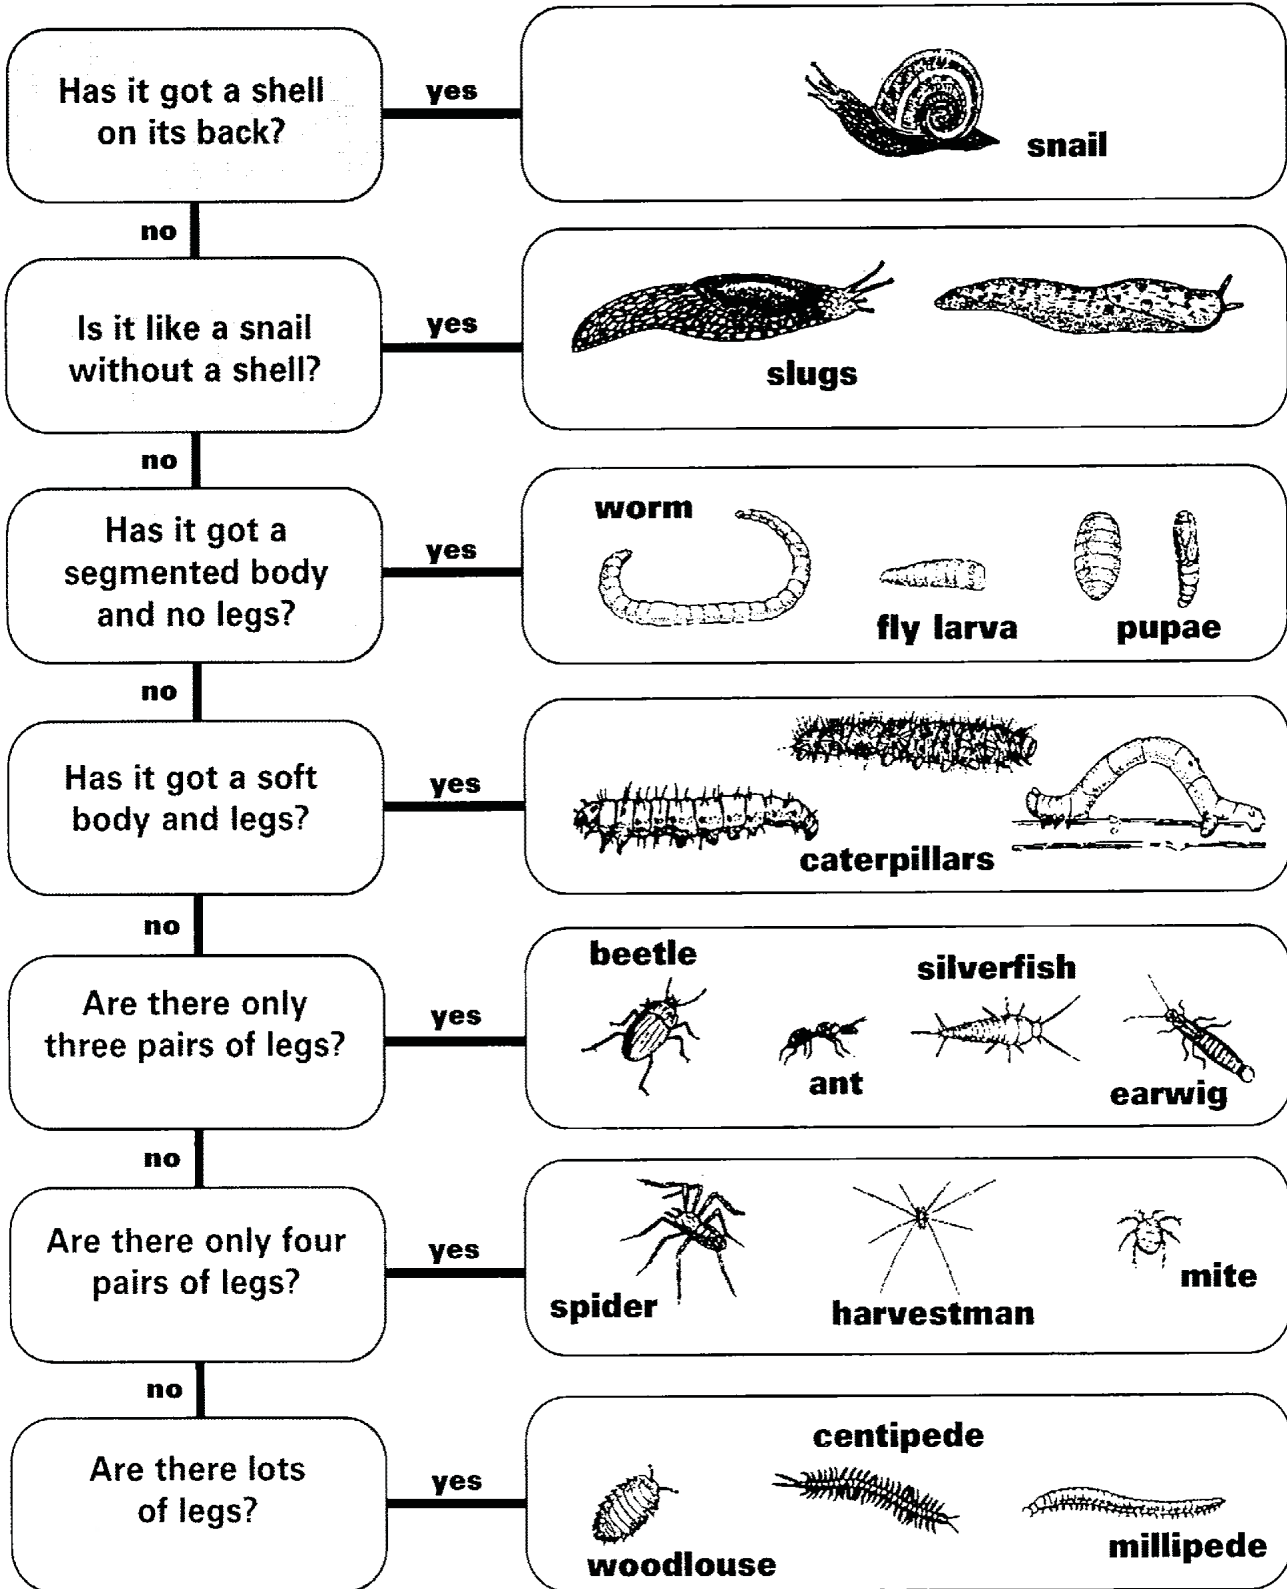 Has it got a shell
on its back?
yes
snail
no
Is it like a snail
without a shell?
yes
slugs
no
Has it got a
segmented body
and no legs?
yes
worm
fly larva
pupae
no
Has it got a soft
body and legs?
yes
caterpillars
no
Are there only
three pairs of legs?
yes
beetle
silverfish
ant
earwig
no
Are there only four
pairs of legs?
yes
spider
harvestman
mite
no
Are there lots
of legs?
yes
centipede
woodlouse
millipede